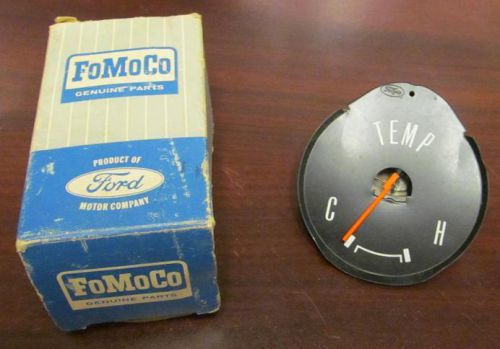 FoMoCo
GENUINE PARTS
PRODUCT OF
Ford
MOTOR COMPANY
FoMoCo
GENUINE PARTS
TEMP
C
H